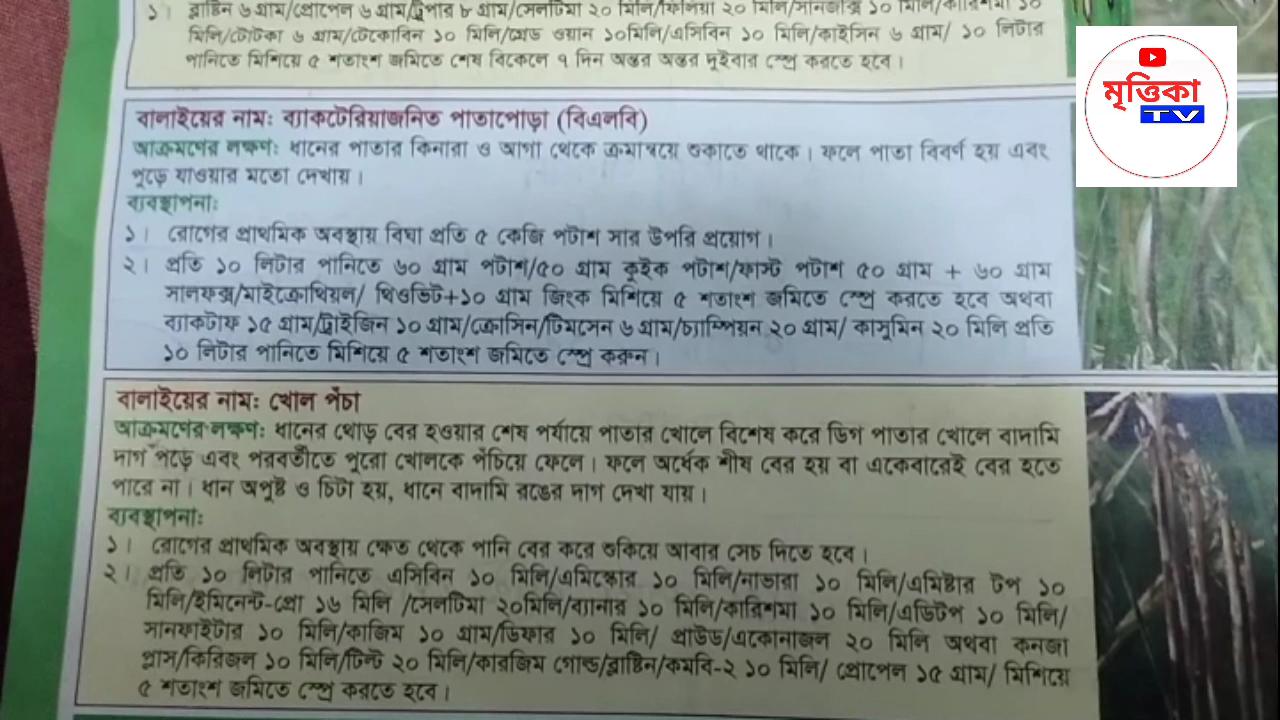 ১। ব্লাষ্টিন ৬ গ্রাম/প্রোপেল ৬ গ্রাম/ট্রুপার ৮ গ্রাম/সেলটিমা ২০ মিলি/ফিলিয়া ২০ মিলি/সানজক্সি ১০ মিলি/কারিশমা ১০
মিলি/টোটকা ৬ গ্রাম/টেকোবিন ১০ মিলি/গ্রেড ওয়ান ১০মিলি/এসিবিন ১০ মিলি/কাইসিন ৬ গ্রাম/ ১০ লিটার
পানিতে মিশিয়ে ৫ শতাংশ জমিতে শেষ বিকেলে ৭ দিন অন্তর অন্তর দুইবার স্প্রে করতে হবে।
মৃত্তিকা
TV
বালাইয়ের নাম: ব্যাকটেরিয়াজনিত পাতাপোড়া (বিএলবি)
আক্রমণের লক্ষণ: ধানের পাতার কিনারা ও আগা থেকে ক্রমান্বয়ে শুকাতে থাকে। ফলে পাতা বিবর্ণ হয় এবং
পুড়ে যাওয়ার মতো দেখায়।
ব্যবস্থাপনা:
১। রোগের প্রাথমিক অবস্থায় বিঘা প্রতি ৫ কেজি পটাশ সার উপরি প্রয়োগ।
২। প্রতি ১০ লিটার পানিতে ৬০ গ্রাম পটাশ/৫০ গ্রাম কুইক পটাশ/ফাস্ট পটাশ ৫০ গ্রাম + ৬০ গ্রাম
সালফক্স/মাইক্রোথিয়ল/ থিওভিট+১০ গ্রাম জিংক মিশিয়ে ৫ শতাংশ জমিতে স্প্রে করতে হবে অথবা
ব্যাকটাফ ১৫ গ্রাম/ট্রাইজিন ১০ গ্রাম/ক্রোসিন/টিমসেন ৬ গ্রাম/চ্যাম্পিয়ন ২০ গ্রাম/ কাসুমিন ২০ মিলি প্রতি
১০ লিটার পানিতে মিশিয়ে ৫ শতাংশ জমিতে স্প্রে করুন।
বালাইয়ের নাম: খোল পঁচা
আক্রমণের লক্ষণ: ধানের থোড় বের হওয়ার শেষ পর্যায়ে পাতার খোলে বিশেষ করে ডিগ পাতার খোলে বাদামি
দাগ পড়ে এবং পরবর্তীতে পুরো খোলকে পঁচিয়ে ফেলে। ফলে অর্ধেক শীষ বের হয় বা একেবারেই বের হতে
পারে না। ধান অপুষ্ট ও চিটা হয়, ধানে বাদামি রঙের দাগ দেখা যায়।
ব্যবস্থাপনা:
১। রোগের প্রাথমিক অবস্থায় ক্ষেত থেকে পানি বের করে শুকিয়ে আবার সেচ দিতে হবে।
২। প্রতি ১০ লিটার পানিতে এসিবিন ১০ মিলি/এমিস্কোর ১০ মিলি/নাভারা ১০ মিলি/এমিষ্টার টপ ১০
মিলি/ইমিনেন্ট-প্রো ১৬ মিলি /সেলটিমা ২০মিলি/ব্যানার ১০ মিলি/কারিশমা ১০ মিলি/এডিটপ ১০ মিলি/
সানফাইটার ১০ মিলি/কাজিম ১০ গ্রাম/ডিফার ১০ মিলি/ প্রাউড/একোনাজল ২০ মিলি অথবা কনজা
প্লাস/কিরিজল ১০ মিলি/টিল্ট ২০ মিলি/কারজিম গোল্ড/ব্লাষ্টিন/কমবি-২ ১০ মিলি/ প্রোপেল ১৫ গ্রাম/ মিশিয়ে
৫ শতাংশ জমিতে স্প্রে করতে হবে।